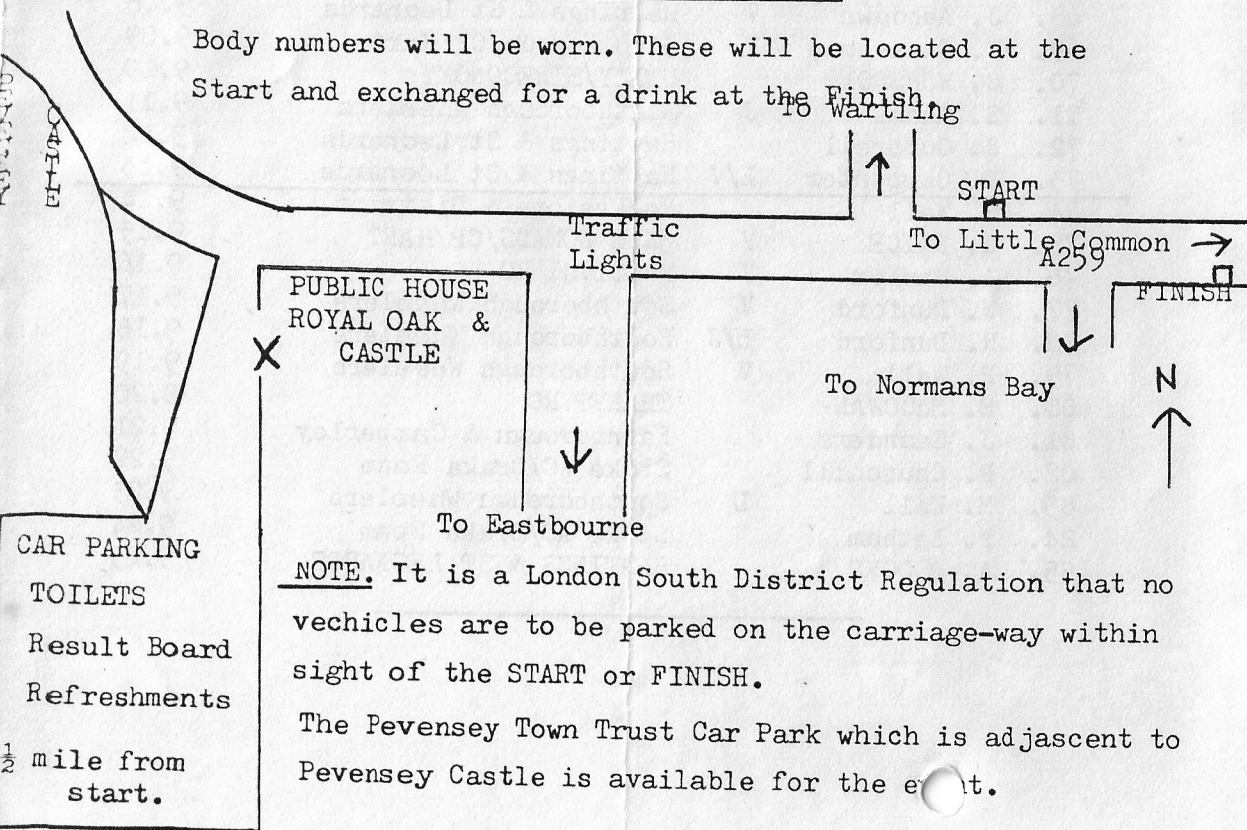 Body numbers will be worn. These will be located at the
Start and exchanged for a drink at the Finish.
To Wartling
CASTLE
START
Traffic
Lights
To Little Common
A259
FINISH
PUBLIC HOUSE
ROYAL OAK &
CASTLE
X
To Normans Bay
N
To Eastbourne
CAR PARKING
TOILETS
Result Board
Refreshments
½ mile from
start.
NOTE. It is a London South District Regulation that no
vechicles are to be parked on the carriage-way within
sight of the START or FINISH.
The Pevensey Town Trust Car Park which is adjascent to
Pevensey Castle is available for the